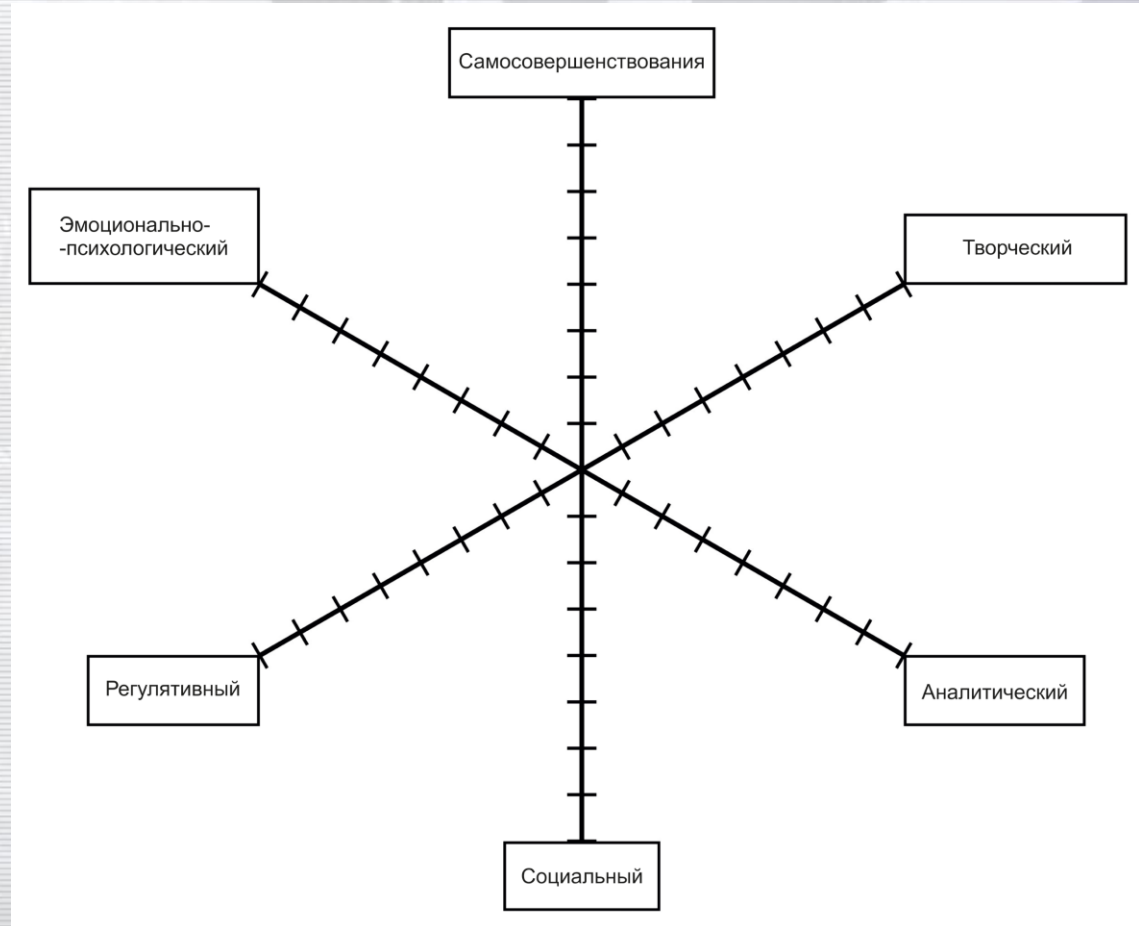 Самосовершенствования
Эмоционально-
-психологический
Творческий
Регулятивный
Аналитический
Социальный